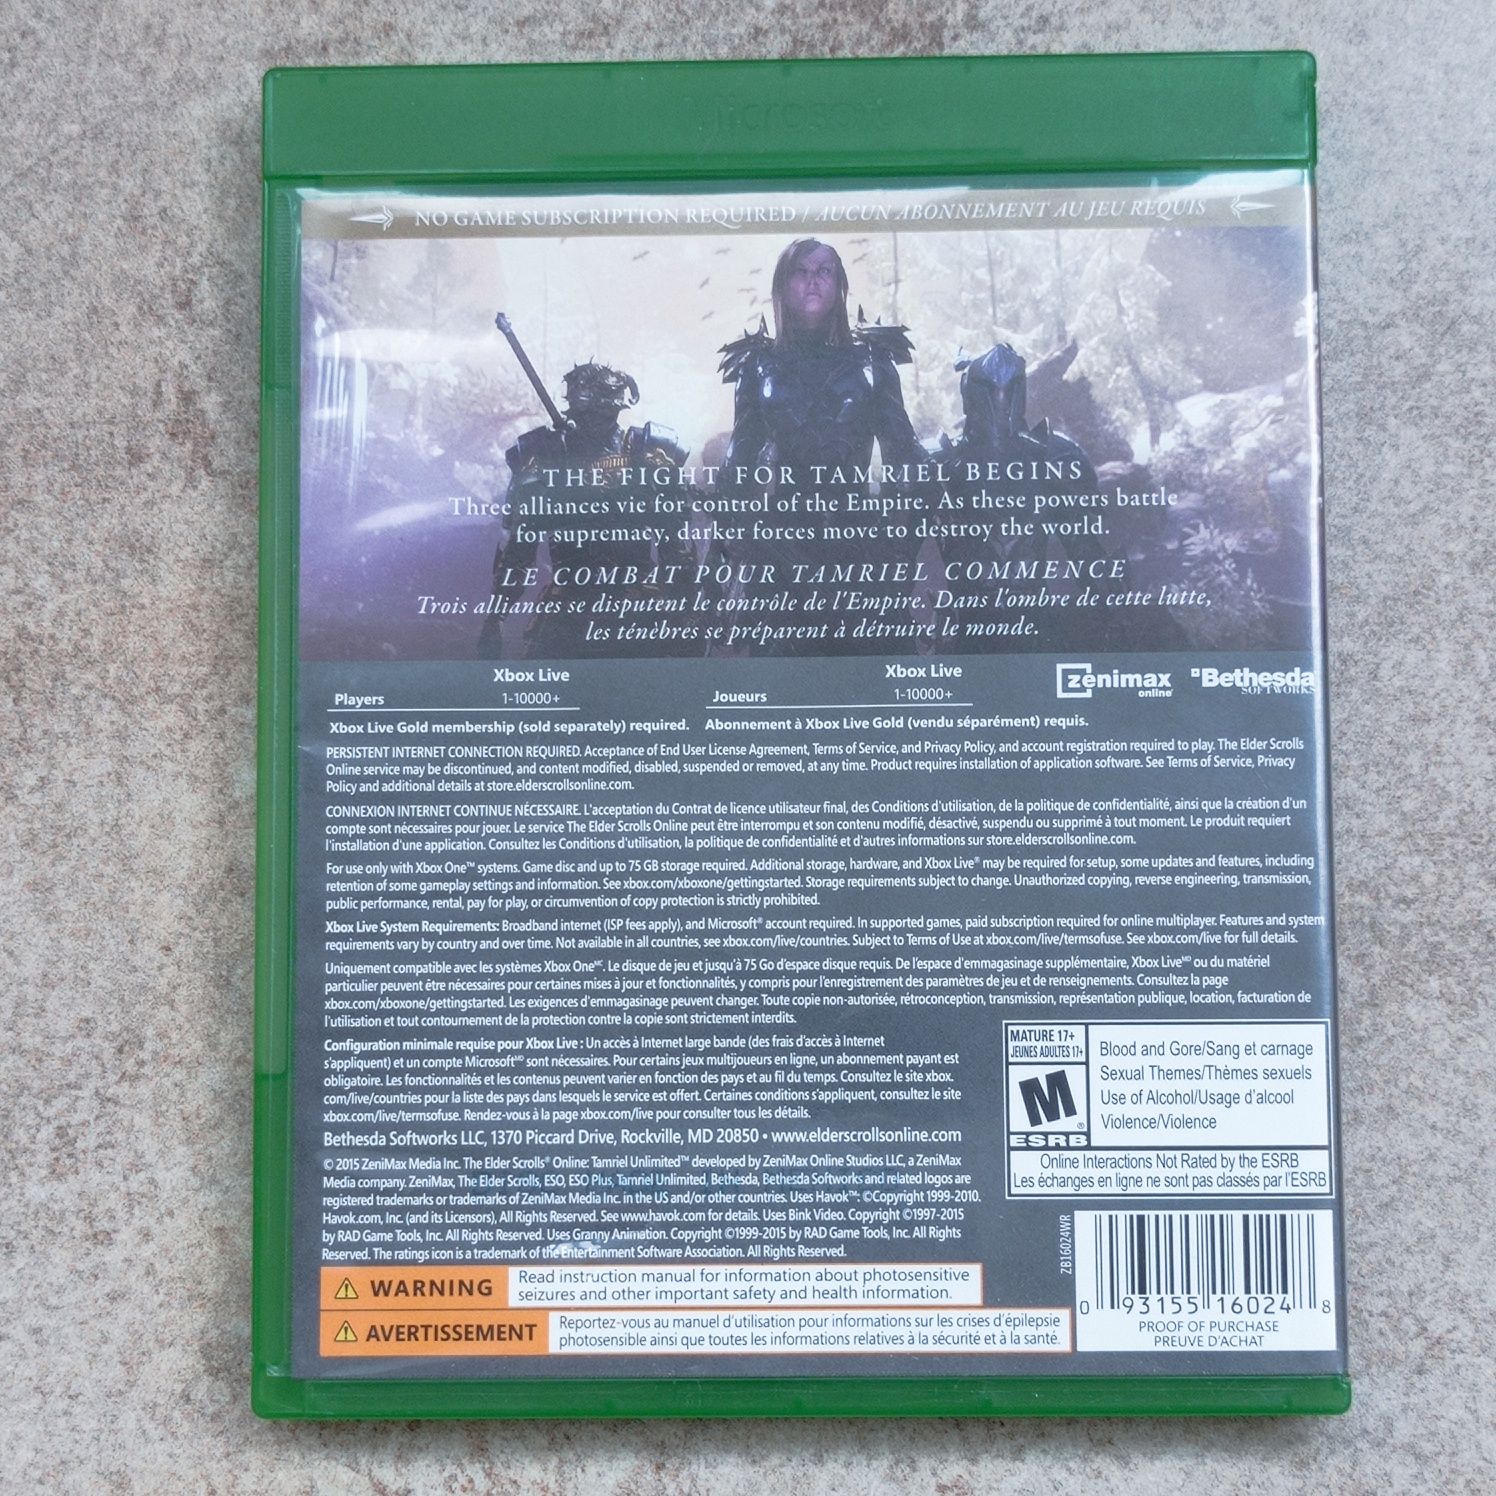 Microsoft
NO GAME SUBSCRIPTION REQUIRED / AUCUN ABONNEMENT AU JEU REQUIS
THE FIGHT FOR TAMRIEL BEGINS
Three alliances vie for control of the Empire. As these powers battle
for supremacy, darker forces move to destroy the world.
LE COMBAT POUR TAMRIEL COMMENCE
Trois alliances se disputent le contrôle de l'Empire. Dans l'ombre de cette lutte,
les ténèbres se préparent à détruire le monde.
Xbox Live
Players 1-10000+
Xbox Live
Joueurs 1-10000+
zenimax
online
Bethesda
SOFTWORKS
Xbox Live Gold membership (sold separately) required. Abonnement à Xbox Live Gold (vendu séparément) requis.
PERSISTENT INTERNET CONNECTION REQUIRED. Acceptance of End User License Agreement, Terms of Service, and Privacy Policy, and account registration required to play. The Elder Scrolls
Online service may be discontinued, and content modified, disabled, suspended or removed, at any time. Product requires installation of application software. See Terms of Service, Privacy
Policy and additional details at store.elderscrollsonline.com.
CONNEXION INTERNET CONTINUE NÉCESSAIRE. L'acceptation du Contrat de licence utilisateur final, des Conditions d'utilisation, de la politique de confidentialité, ainsi que la création d'un
compte sont nécessaires pour jouer. Le service The Elder Scrolls Online peut être interrompu et son contenu modifié, désactivé, suspendu ou supprimé à tout moment. Le produit requiert
l'installation d'une application. Consultez les Conditions d'utilisation, la politique de confidentialité et d'autres informations sur store.elderscrollsonline.com.
For use only with Xbox One™ systems. Game disc and up to 75 GB storage required. Additional storage, hardware, and Xbox Live® may be required for setup, some updates and features, including
retention of some gameplay settings and information. See xbox.com/xboxone/gettingstarted. Storage requirements subject to change. Unauthorized copying, reverse engineering, transmission,
public performance, rental, pay for play, or circumvention of copy protection is strictly prohibited.
Xbox Live System Requirements: Broadband internet (ISP fees apply), and Microsoft® account required. In supported games, paid subscription required for online multiplayer. Features and system
requirements vary by country and over time. Not available in all countries, see xbox.com/live/countries. Subject to Terms of Use at xbox.com/live/termsofuse. See xbox.com/live for full details.
Uniquement compatible avec les systèmes Xbox One ᴹᶜ. Le disque de jeu et jusqu'à 75 Go d'espace disque requis. De l'espace d'emmagasinage supplémentaire, Xbox Live ᴹᴰ ou du matériel
particulier peuvent être nécessaires pour certaines mises à jour et fonctionnalités, y compris pour l'enregistrement des paramètres de jeu et de renseignements. Consultez la page
xbox.com/xboxone/gettingstarted. Les exigences d'emmagasinage peuvent changer. Toute copie non-autorisée, rétroconception, transmission, représentation publique, location, facturation de
l'utilisation et tout contournement de la protection contre la copie sont strictement interdits.
Configuration minimale requise pour Xbox Live : Un accès à Internet large bande (des frais d'accès à Internet
s'appliquent) et un compte Microsoft ᴹᴰ sont nécessaires. Pour certains jeux multijoueurs en ligne, un abonnement payant est
obligatoire. Les fonctionnalités et les contenus peuvent varier en fonction des pays et au fil du temps. Consultez le site xbox.
com/live/countries pour la liste des pays dans lesquels le service est offert. Certaines conditions s'appliquent, consultez le site
xbox.com/live/termsofuse. Rendez-vous à la page xbox.com/live pour consulter tous les détails.
Bethesda Softworks LLC, 1370 Piccard Drive, Rockville, MD 20850 • www.elderscrollsonline.com
© 2015 ZeniMax Media Inc. The Elder Scrolls® Online: Tamriel Unlimited™ developed by ZeniMax Online Studios LLC, a ZeniMax
Media company. ZeniMax, The Elder Scrolls, ESO, ESO Plus, Tamriel Unlimited, Bethesda, Bethesda Softworks and related logos are
registered trademarks or trademarks of ZeniMax Media Inc. in the US and/or other countries. Uses Havok™: ©Copyright 1999-2010.
Havok.com, Inc. (and its Licensors), All Rights Reserved. See www.havok.com for details. Uses Bink Video. Copyright ©1997-2015
by RAD Game Tools, Inc. All Rights Reserved. Uses Granny Animation. Copyright ©1999-2015 by RAD Game Tools, Inc. All Rights
Reserved. The ratings icon is a trademark of the Entertainment Software Association. All Rights Reserved.
MATURE 17+
JEUNES ADULTES 17+
M ®
ESRB
Blood and Gore/Sang et carnage
Sexual Themes/Thèmes sexuels
Use of Alcohol/Usage d'alcool
Violence/Violence
Online Interactions Not Rated by the ESRB
Les échanges en ligne ne sont pas classés par l'ESRB
WARNING
Read instruction manual for information about photosensitive
seizures and other important safety and health information.
AVERTISSEMENT
Reportez-vous au manuel d'utilisation pour informations sur les crises d'épilepsie
photosensible ainsi que toutes les informations relatives à la sécurité et à la santé.
ZB16024WR
0 93155 16024 8
PROOF OF PURCHASE
PREUVE D'ACHAT